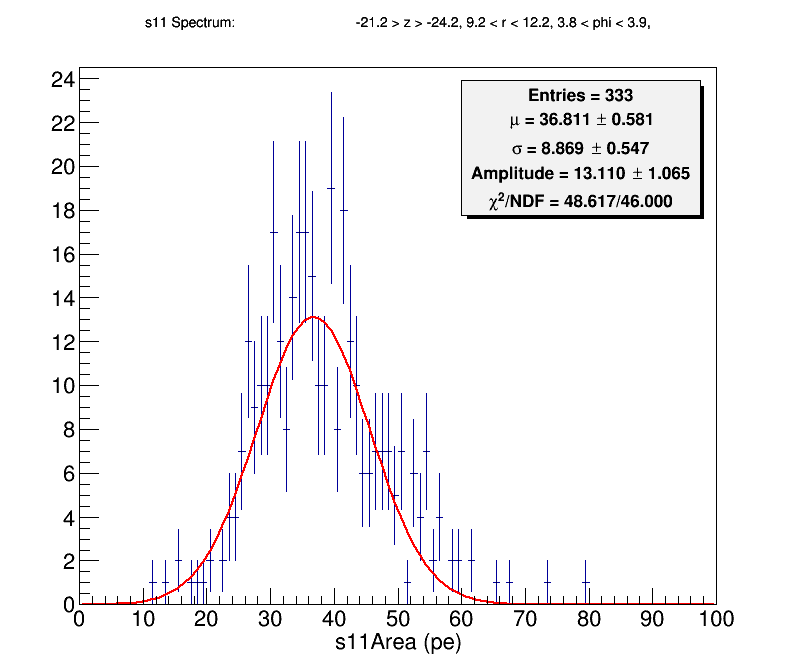 s11 Spectrum: -21.2 > z > -24.2, 9.2 < r < 12.2, 3.8 < phi < 3.9,
Entries = 333
μ = 36.811 ± 0.581
σ = 8.869 ± 0.547
Amplitude = 13.110 ± 1.065
χ²/NDF = 48.617/46.000
24
22
20
18
16
14
12
10
8
6
4
2
0
0 10 20 30 40 50 60 70 80 90 100
s11Area (pe)